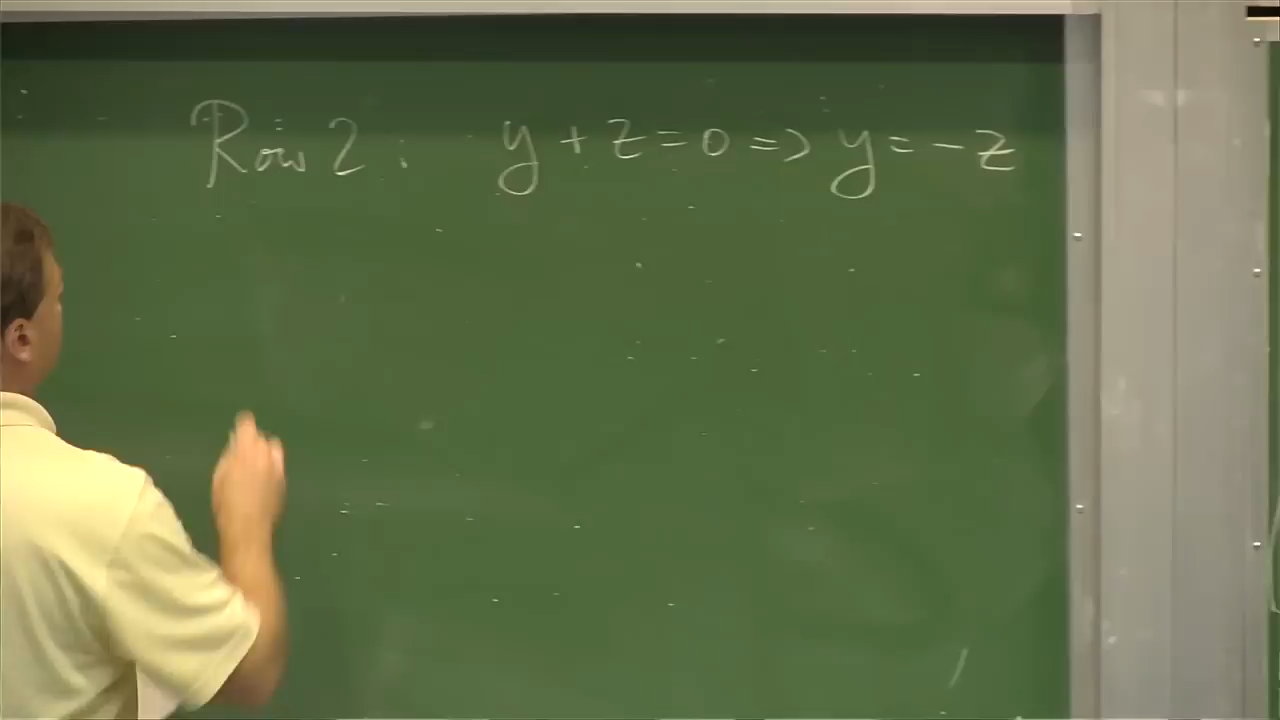 Row 2 : y + z = 0 => y = - z